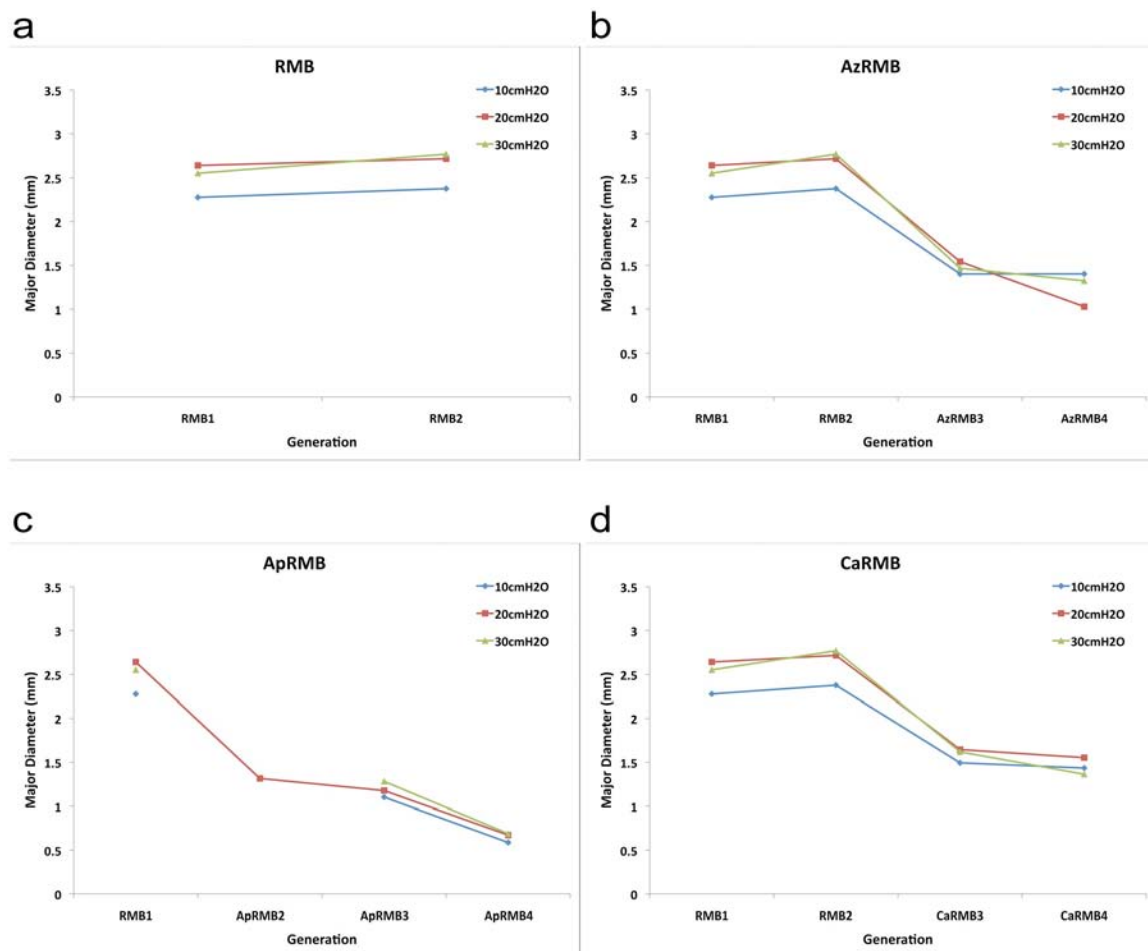 a
RMB
3.5
3
2.5
2
1.5
1
0.5
0
Major Diameter (mm)
10cmH2O
20cmH2O
30cmH2O
RMB1 RMB2
Generation
b
AzRMB
3.5
3
2.5
2
1.5
1
0.5
0
Major Diameter (mm)
10cmH2O
20cmH2O
30cmH2O
RMB1 RMB2 AzRMB3 AzRMB4
Generation
c
ApRMB
3.5
3
2.5
2
1.5
1
0.5
0
Major Diameter (mm)
10cmH2O
20cmH2O
30cmH2O
RMB1 ApRMB2 ApRMB3 ApRMB4
Generation
d
CaRMB
3.5
3
2.5
2
1.5
1
0.5
0
Major Diameter (mm)
10cmH2O
20cmH2O
30cmH2O
RMB1 RMB2 CaRMB3 CaRMB4
Generation